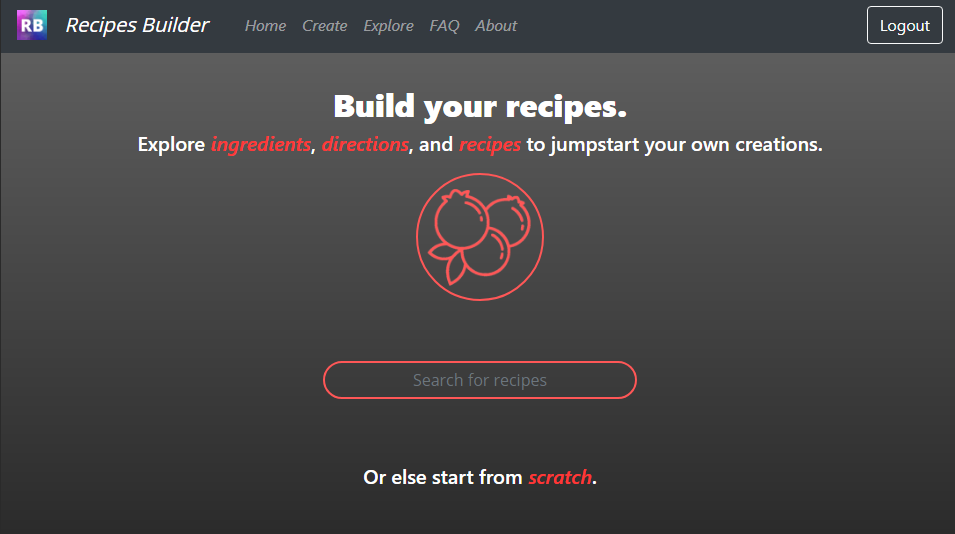 RB Recipes Builder Home Create Explore FAQ About Logout
Build your recipes.
Explore ingredients, directions, and recipes to jumpstart your own creations.
Search for recipes
Or else start from scratch.